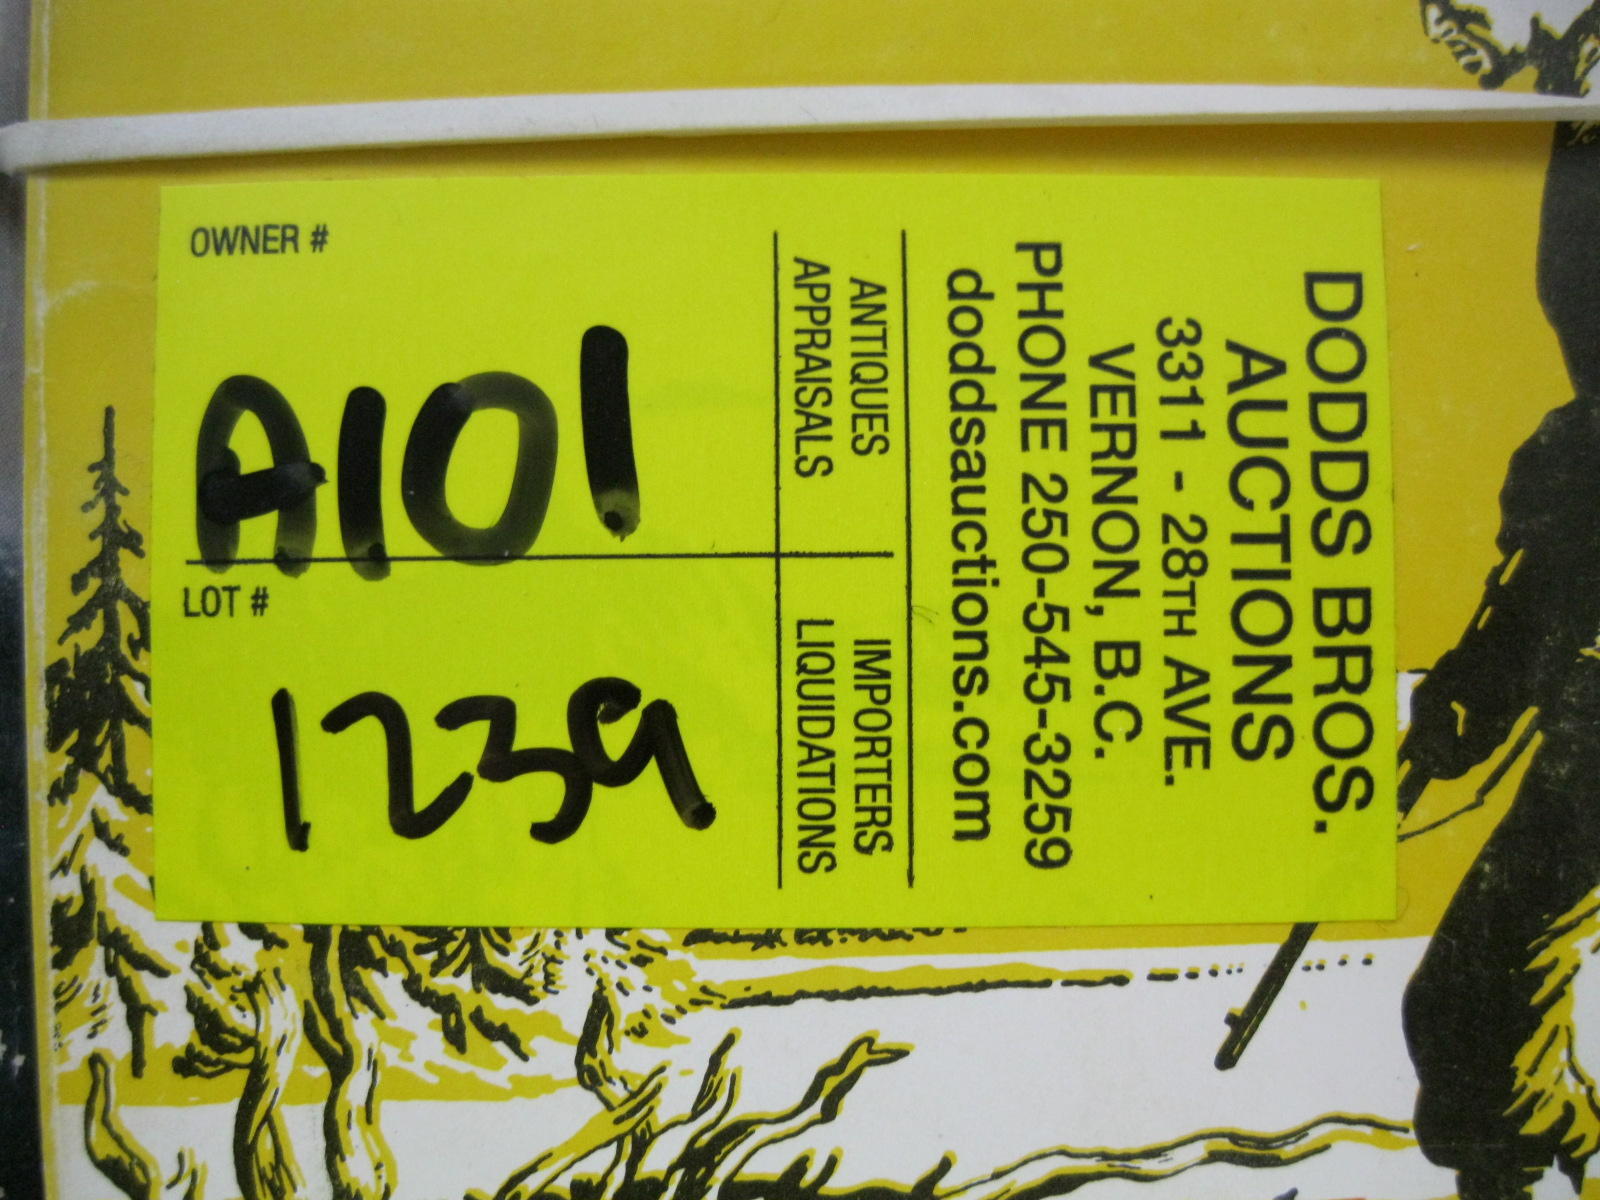 OWNER #
A101
LOT #
1239
DODDS BROS.
AUCTIONS
3311 - 28TH AVE.
VERNON, B.C.
PHONE 250-545-3259
doddsauctions.com
ANTIQUES
APPRAISALS
IMPORTERS
LIQUIDATIONS